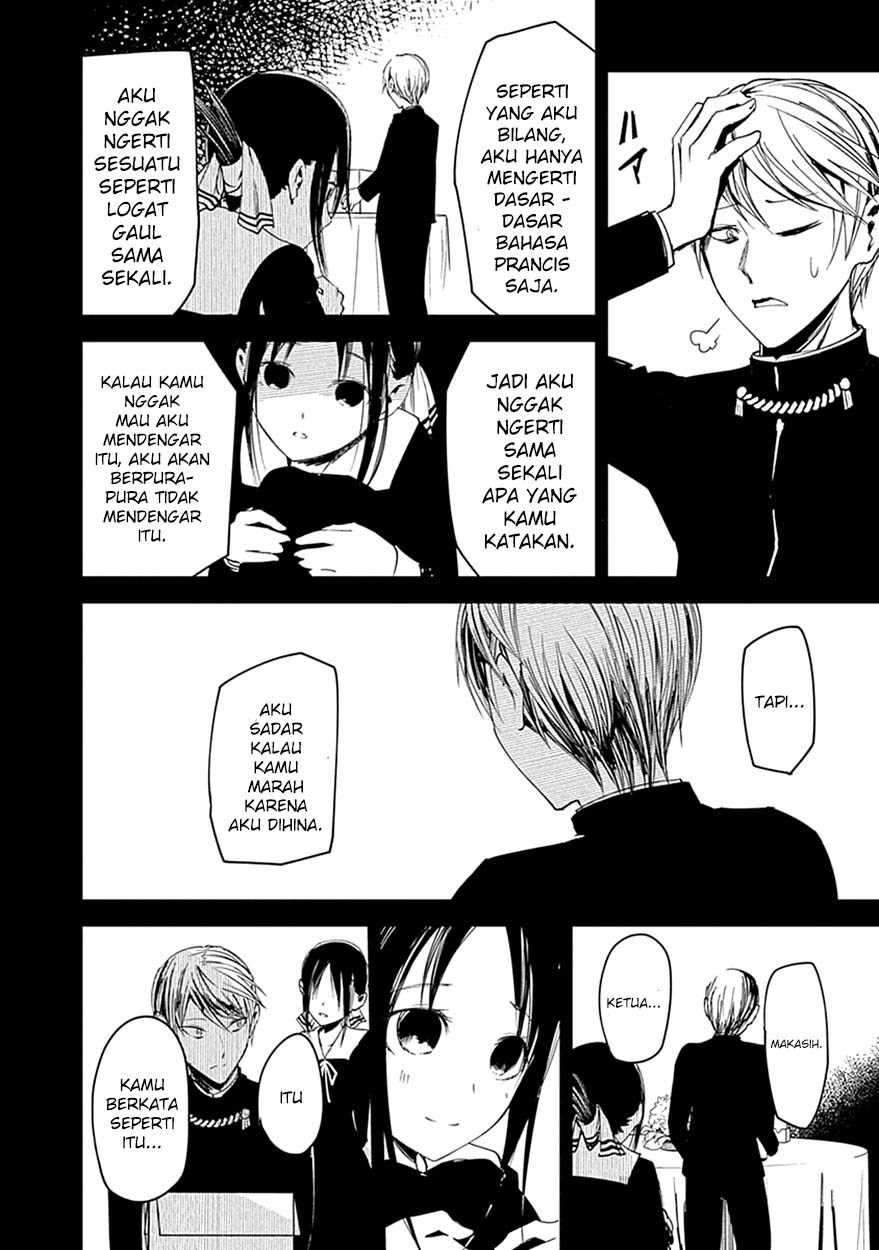 SEPERTI
YANG AKU
BILANG,
AKU HANYA
MENGERTI
DASAR -
DASAR
BAHASA
PRANCIS
SAJA.
AKU
NGGAK
NGERTI
SESUATU
SEPERTI
LOGAT
GAUL
SAMA
SEKALI.
JADI AKU
NGGAK
NGERTI
SAMA
SEKALI
APA YANG
KAMU
KATAKAN.
KALAU KAMU
NGGAK
MAU AKU
MENDENGAR
ITU, AKU AKAN
BERPURA-
PURA TIDAK
MENDENGAR
ITU.
TAPI...
AKU
SADAR
KALAU
KAMU
MARAH
KARENA
AKU DIHINA.
MAKASIH.
KETUA...
ITU
KAMU
BERKATA
SEPERTI
ITU...